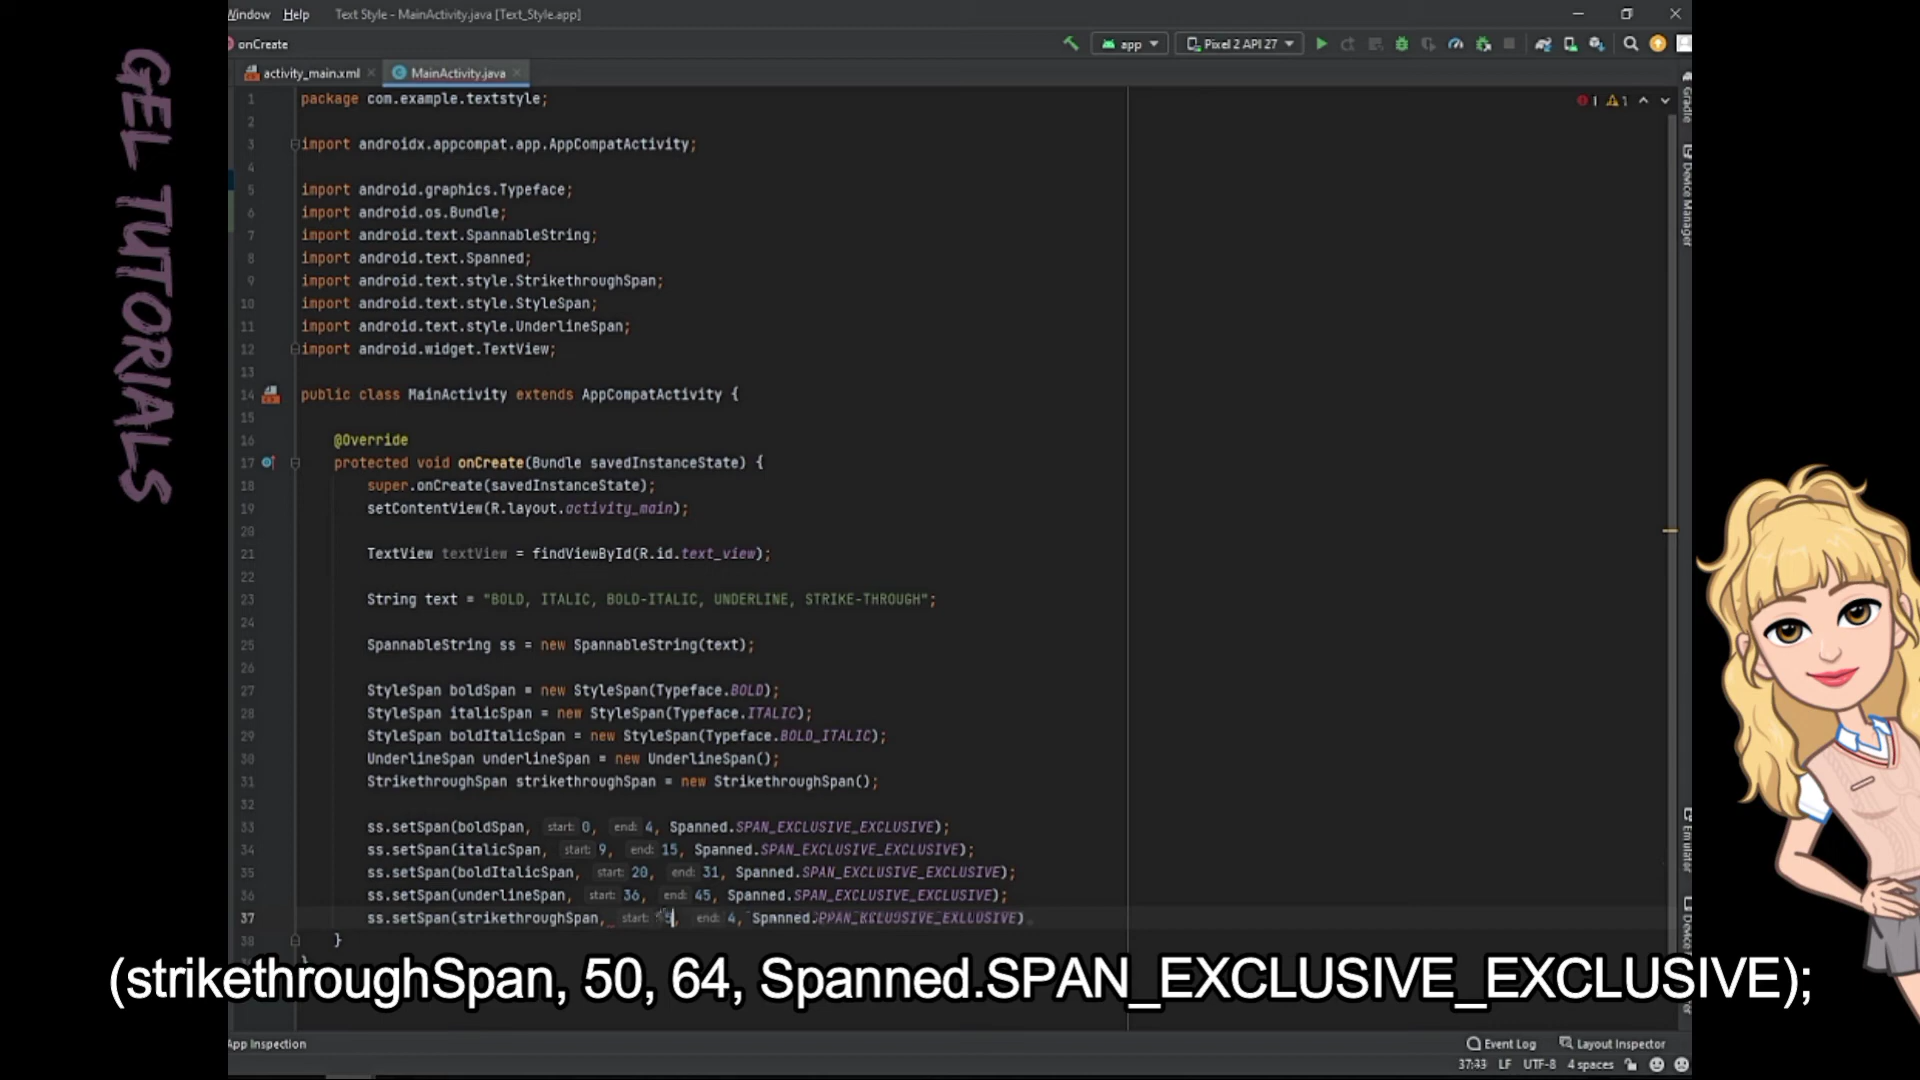 Window Help Text Style - MainActivity.java [Text_Style.app]
onCreate
app Pixel 2 API 27
activity_main.xml MainActivity.java
GEL TUTORIALS
1 package com.example.textstyle;
2
3 import androidx.appcompat.app.AppCompatActivity;
4
5 import android.graphics.Typeface;
6 import android.os.Bundle;
7 import android.text.SpannableString;
8 import android.text.Spanned;
9 import android.text.style.StrikethroughSpan;
10 import android.text.style.StyleSpan;
11 import android.text.style.UnderlineSpan;
12 import android.widget.TextView;
13
14 public class MainActivity extends AppCompatActivity {
15
16 @Override
17 protected void onCreate(Bundle savedInstanceState) {
18 super.onCreate(savedInstanceState);
19 setContentView(R.layout.activity_main);
20
21 TextView textView = findViewById(R.id.text_view);
22
23 String text = "BOLD, ITALIC, BOLD-ITALIC, UNDERLINE, STRIKE-THROUGH";
24
25 SpannableString ss = new SpannableString(text);
26
27 StyleSpan boldSpan = new StyleSpan(Typeface.BOLD);
28 StyleSpan italicSpan = new StyleSpan(Typeface.ITALIC);
29 StyleSpan boldItalicSpan = new StyleSpan(Typeface.BOLD_ITALIC);
30 UnderlineSpan underlineSpan = new UnderlineSpan();
31 StrikethroughSpan strikethroughSpan = new StrikethroughSpan();
32
33 ss.setSpan(boldSpan, start: 0, end: 4, Spanned.SPAN_EXCLUSIVE_EXCLUSIVE);
34 ss.setSpan(italicSpan, start: 9, end: 15, Spanned.SPAN_EXCLUSIVE_EXCLUSIVE);
35 ss.setSpan(boldItalicSpan, start: 20, end: 31, Spanned.SPAN_EXCLUSIVE_EXCLUSIVE);
36 ss.setSpan(underlineSpan, start: 36, end: 45, Spanned.SPAN_EXCLUSIVE_EXCLUSIVE);
37 ss.setSpan(strikethroughSpan, start: 5, end: 4,
38 }
(strikethroughSpan, 50, 64, Spanned.SPAN_EXCLUSIVE_EXCLUSIVE);
1 1
Gradle
Device Manager
Emulator
App Inspection Event Log Layout Inspector
37:33 LF UTF-8 4 spaces